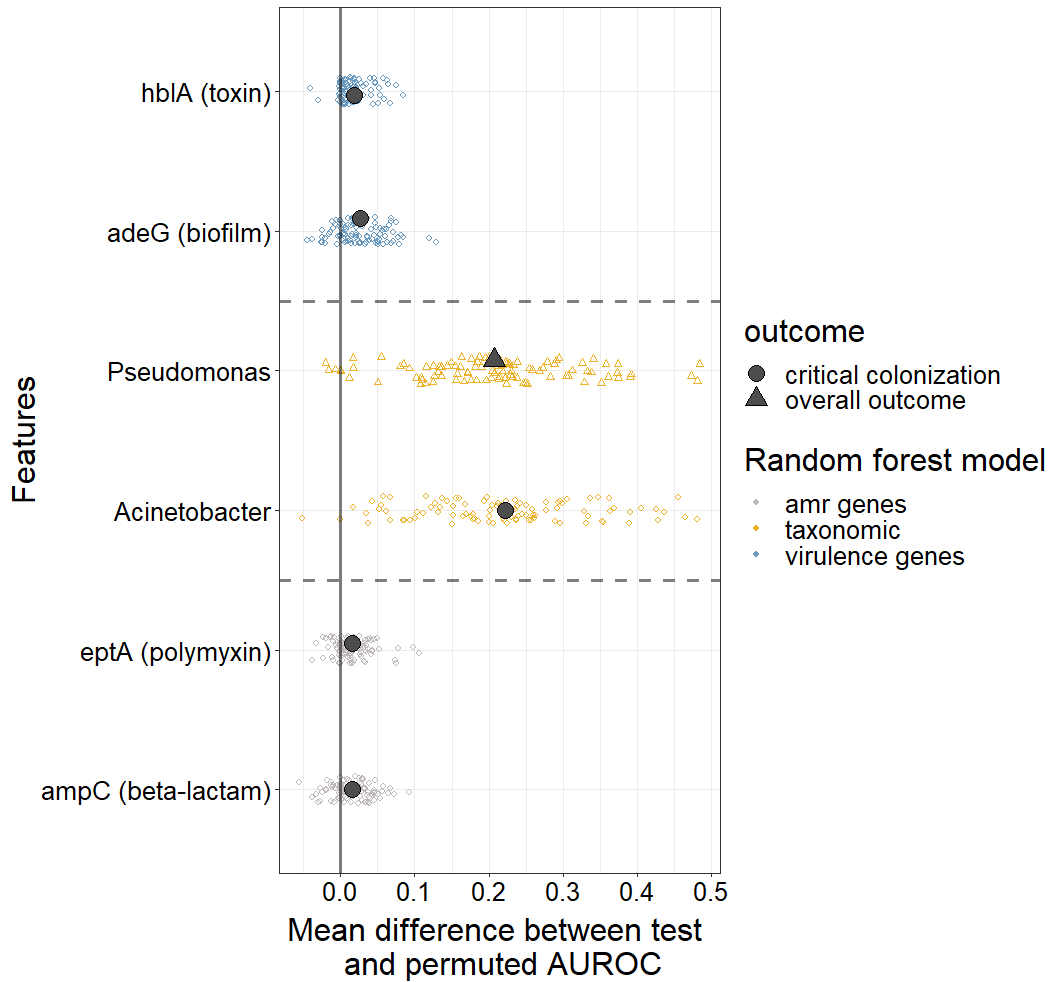 hblA (toxin)
adeG (biofilm)
Pseudomonas
Acinetobacter
eptA (polymyxin)
ampC (beta-lactam)
Features
0.0 0.1 0.2 0.3 0.4 0.5
Mean difference between test
and permuted AUROC
outcome
critical colonization
overall outcome
Random forest model
amr genes
taxonomic
virulence genes